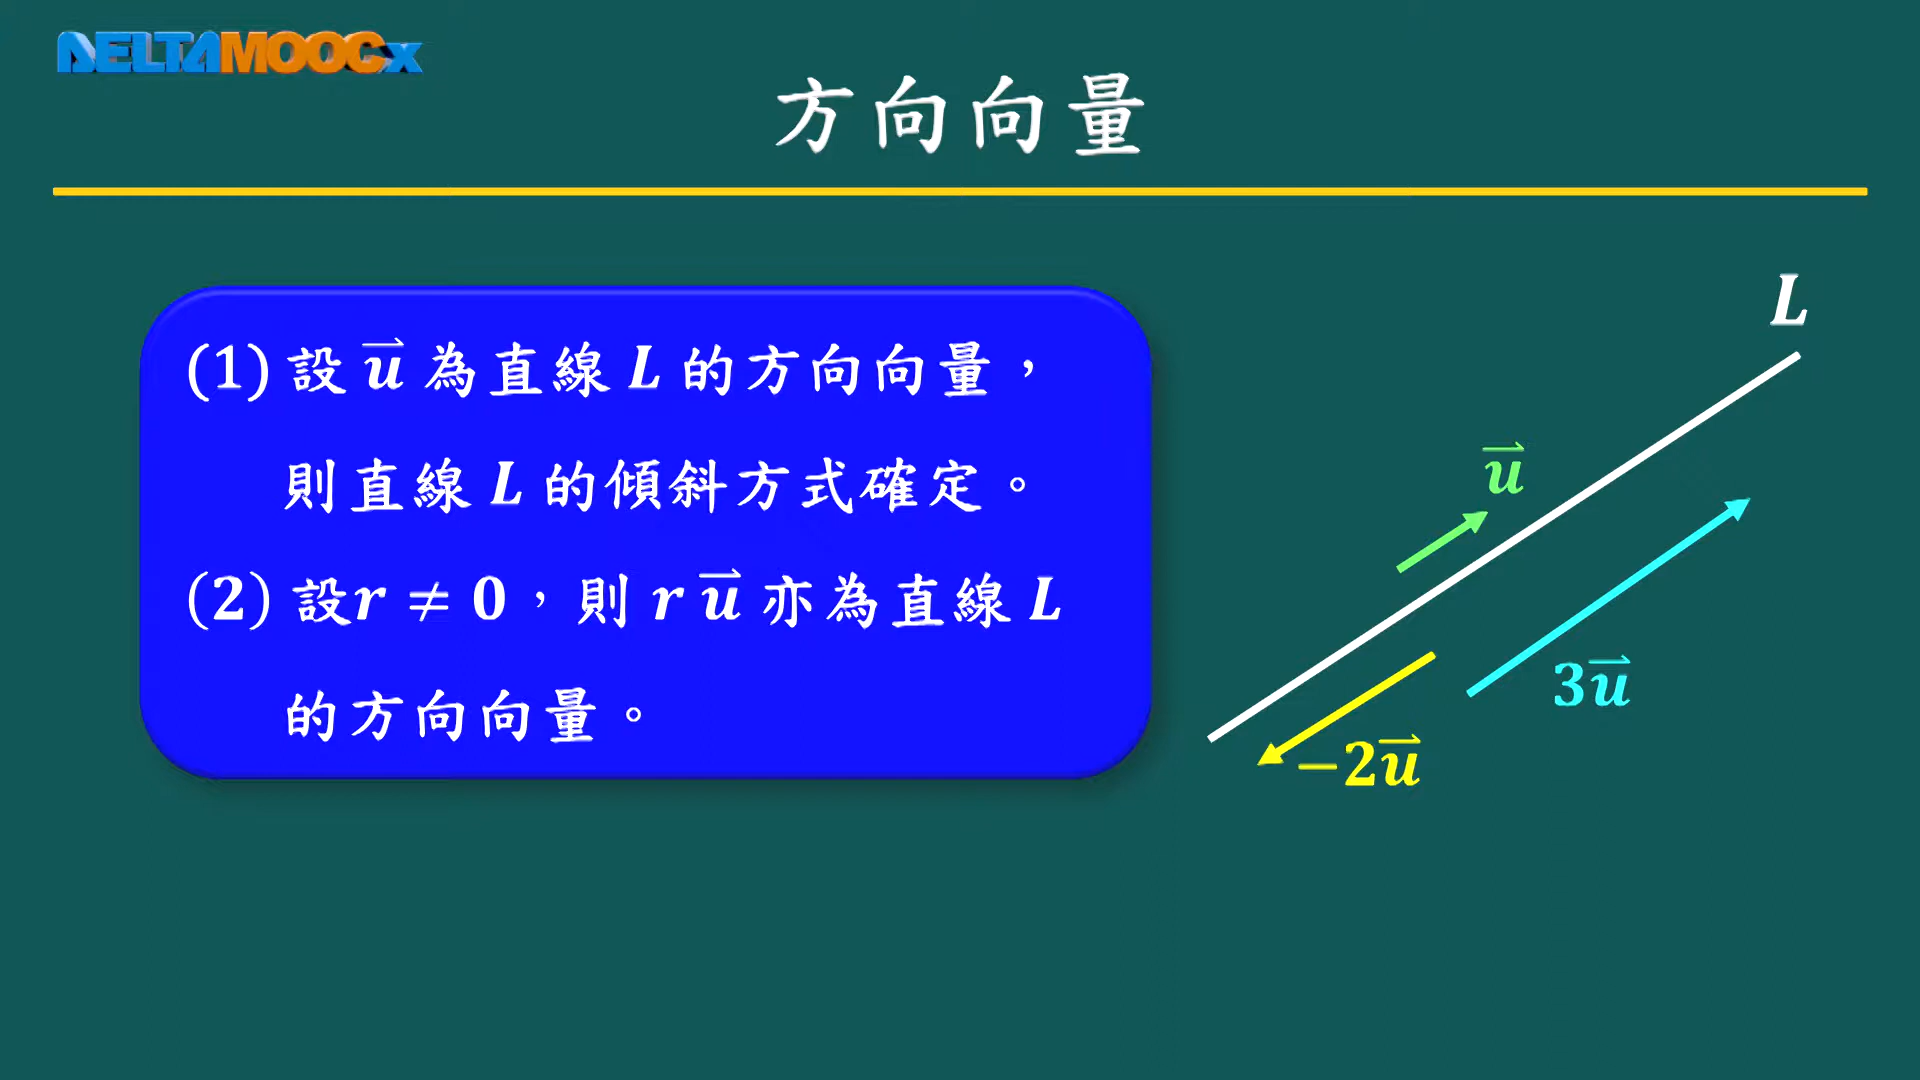 DELTAMOOCx
方向向量
(1) 設 u⃗ 為直線 L 的方向向量，
則直線 L 的傾斜方式確定。
(2) 設r ≠ 0，則 r u⃗ 亦為直線 L
的方向向量。
L
u⃗
3u⃗
−2u⃗